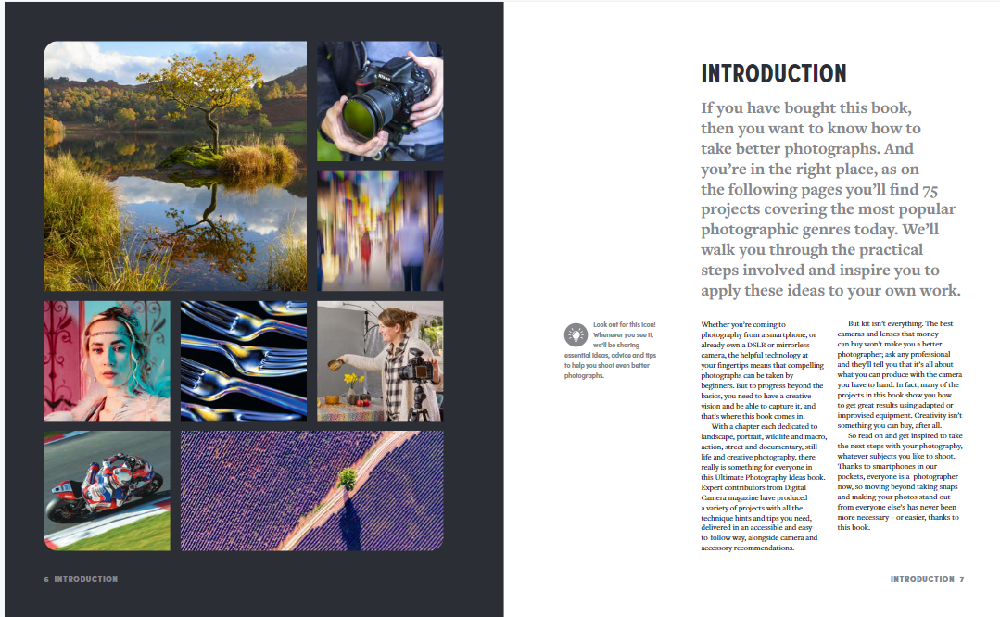 Nikon
6 INTRODUCTION
INTRODUCTION
If you have bought this book,
then you want to know how to
take better photographs. And
you're in the right place, as on
the following pages you'll find 75
projects covering the most popular
photographic genres today. We'll
walk you through the practical
steps involved and inspire you to
apply these ideas to your own work.
Look out for this icon!
Whenever you see it,
we'll be sharing
essential ideas, advice and tips
to help you shoot even better
photographs.
Whether you're coming to
photography from a smartphone, or
already own a DSLR or mirrorless
camera, the helpful technology at
your fingertips means that compelling
photographs can be taken by
beginners. But to progress beyond the
basics, you need to have a creative
vision and be able to capture it, and
that's where this book comes in.
With a chapter each dedicated to
landscape, portrait, wildlife and macro,
action, street and documentary, still
life and creative photography, there
really is something for everyone in
this Ultimate Photography Ideas book.
Expert contributors from Digital
Camera magazine have produced
a variety of projects with all the
technique hints and tips you need,
delivered in an accessible and easy
to-follow way, alongside camera and
accessory recommendations.
But kit isn't everything. The best
cameras and lenses that money
can buy won't make you a better
photographer; ask any professional
and they'll tell you that it's all about
what you can produce with the camera
you have to hand. In fact, many of the
projects in this book show you how
to get great results using adapted or
improvised equipment. Creativity isn't
something you can buy, after all.
So read on and get inspired to take
the next steps with your photography,
whatever subjects you like to shoot.
Thanks to smartphones in our
pockets, everyone is a photographer
now, so moving beyond taking snaps
and making your photos stand out
from everyone else's has never been
more necessary – or easier, thanks to
this book.
INTRODUCTION 7